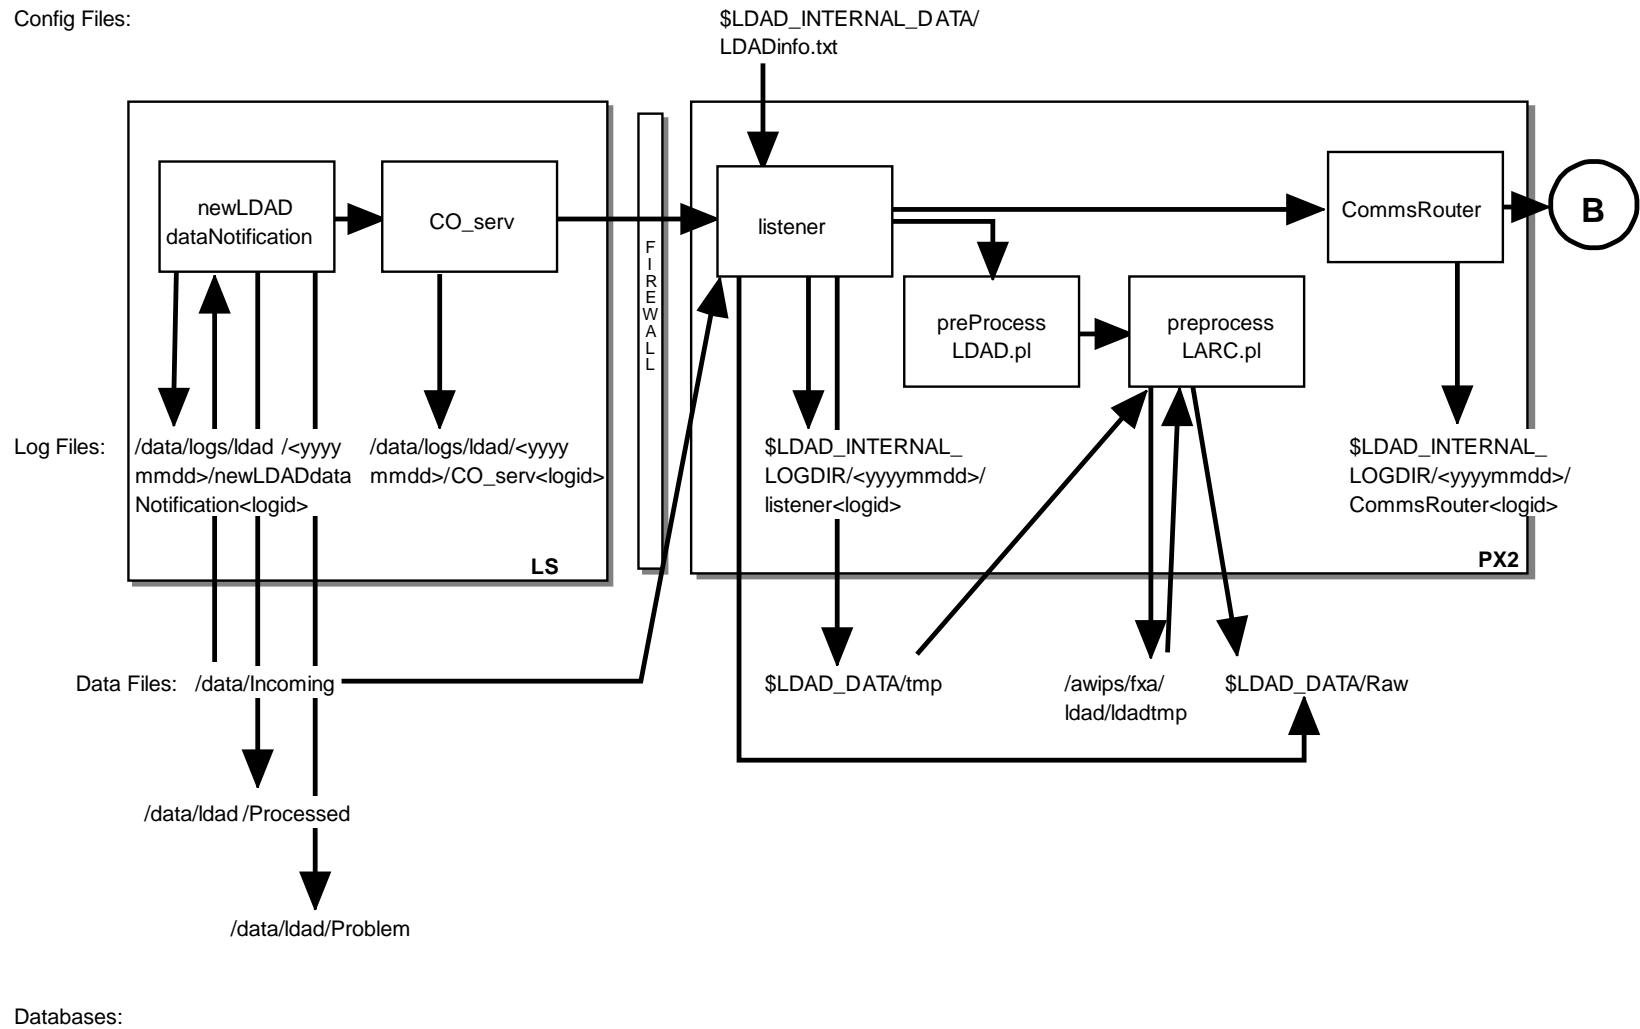 Config Files:
$LDAD_INTERNAL_DATA/
LDADinfo.txt
newLDAD
dataNotification
CO_serv
FIREWALL
listener
CommsRouter
B
preProcess
LDAD.pl
preprocess
LARC.pl
Log Files:
/data/logs/ldad /<yyyy
mmdd>/newLDADdata
Notification<logid>
/data/logs/ldad/<yyyy
mmdd>/CO_serv<logid>
$LDAD_INTERNAL_
LOGDIR/<yyyymmdd>/
listener<logid>
$LDAD_INTERNAL_
LOGDIR/<yyyymmdd>/
CommsRouter<logid>
LS
PX2
Data Files:
/data/Incoming
$LDAD_DATA/tmp
/awips/fxa/
ldad/ldadtmp
$LDAD_DATA/Raw
/data/ldad /Processed
/data/ldad/Problem
Databases: